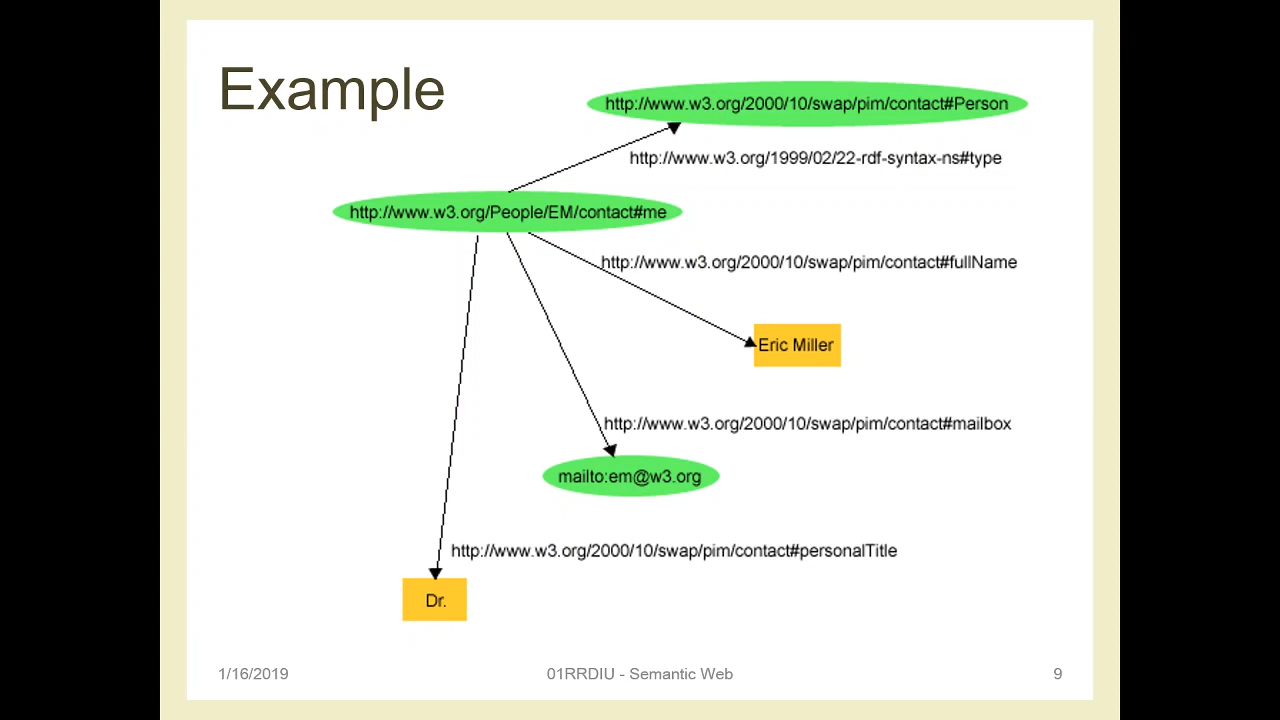 Example
http://www.w3.org/2000/10/swap/pim/contact#Person
http://www.w3.org/1999/02/22-rdf-syntax-ns#type
http://www.w3.org/People/EM/contact#me
http://www.w3.org/2000/10/swap/pim/contact#fullName
Eric Miller
http://www.w3.org/2000/10/swap/pim/contact#mailbox
mailto:em@w3.org
http://www.w3.org/2000/10/swap/pim/contact#personalTitle
Dr.
1/16/2019
01RRDIU - Semantic Web
9